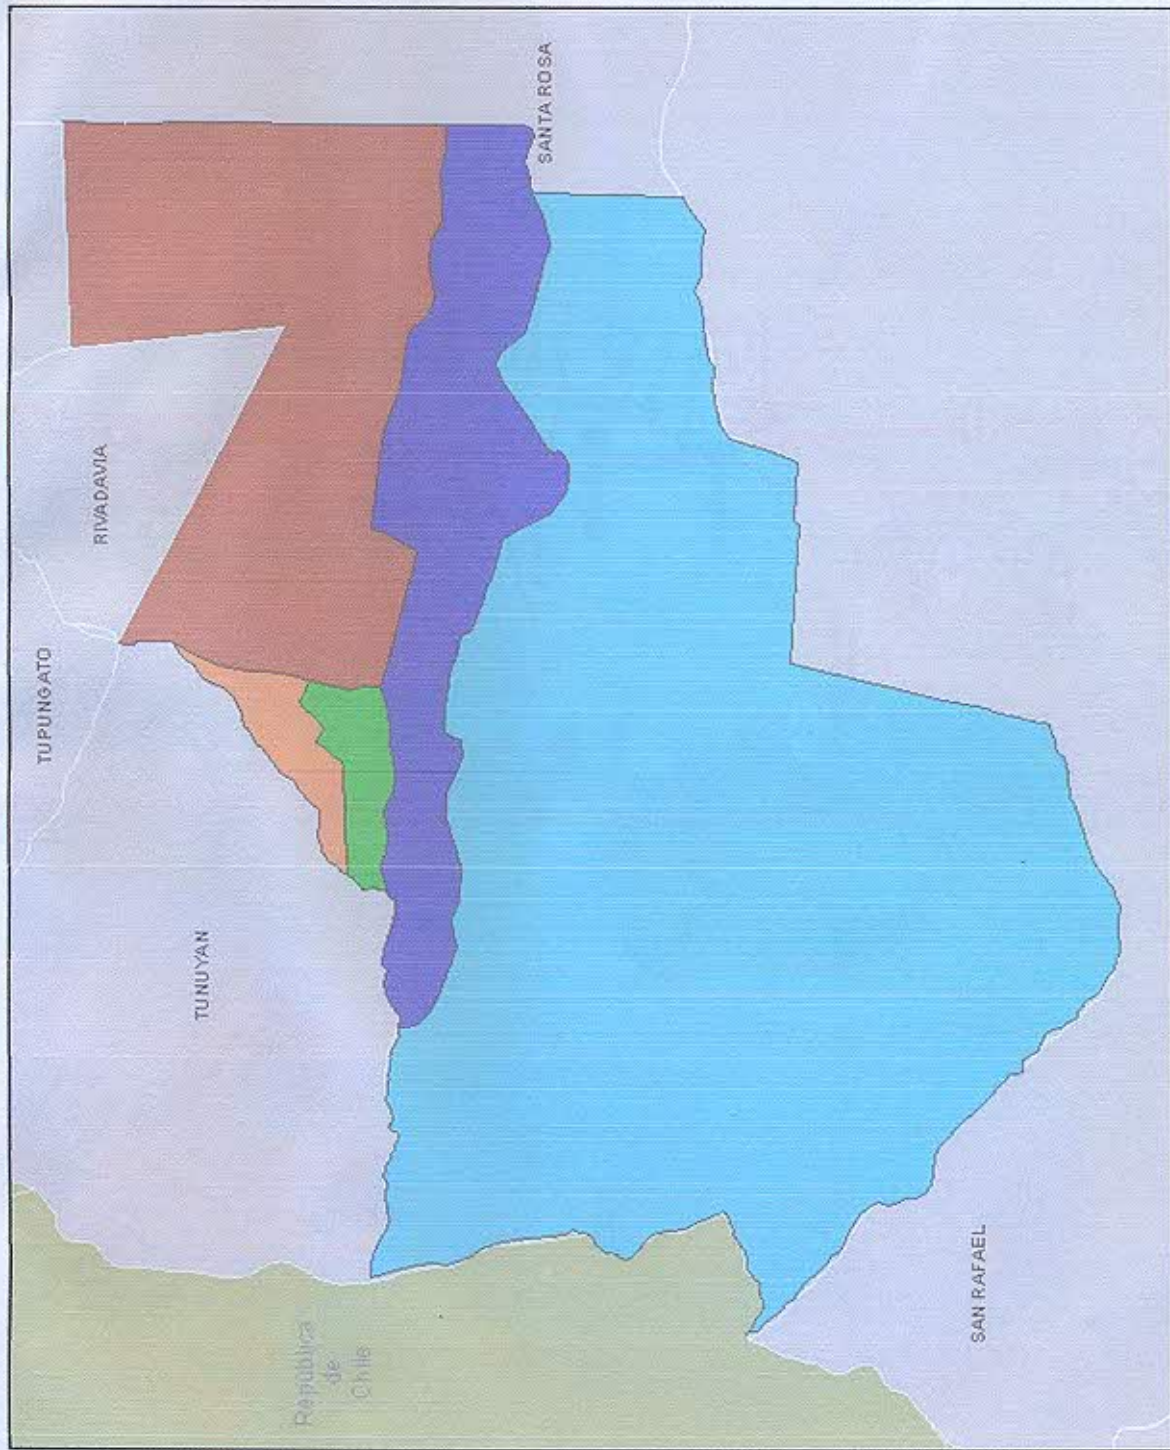 TUPUNGATO
RIVADAVIA
SANTA ROSA
TUNUYAN
República
de
Chile
SAN RAFAEL